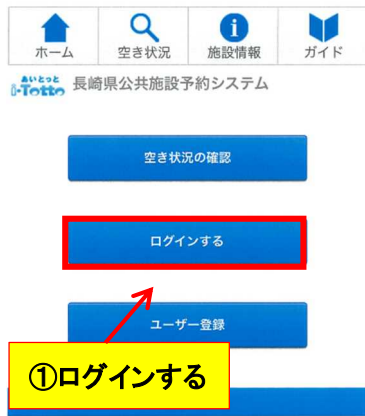 ホーム
空き状況
施設情報
ガイド
あいとっと
i-Totto 長崎県公共施設予約システム
空き状況の確認
ログインする
ユーザー登録
①ログインする